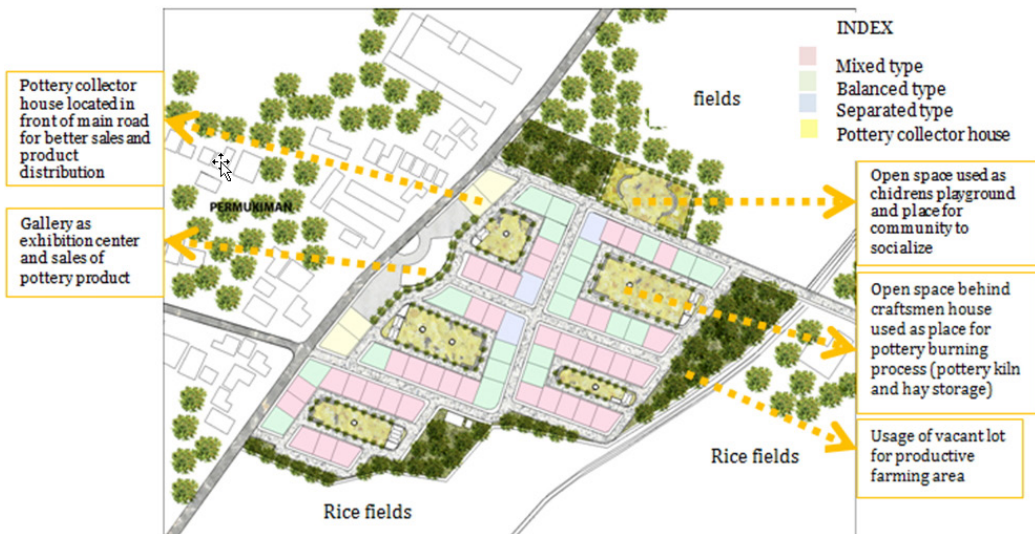 Pottery collector
house located in
front of main road
for better sales and
product
distribution
Gallery as
exhibition center
and sales of
pottery product
PERMUKIMAN
fields
INDEX
Mixed type
Balanced type
Separated type
Pottery collector house
Open space used as
chidrens playground
and place for
community to
socialize
Open space behind
craftsmen house
used as place for
pottery burning
process (pottery kiln
and hay storage)
Usage of vacant lot
for productive
farming area
Rice fields
Rice fields